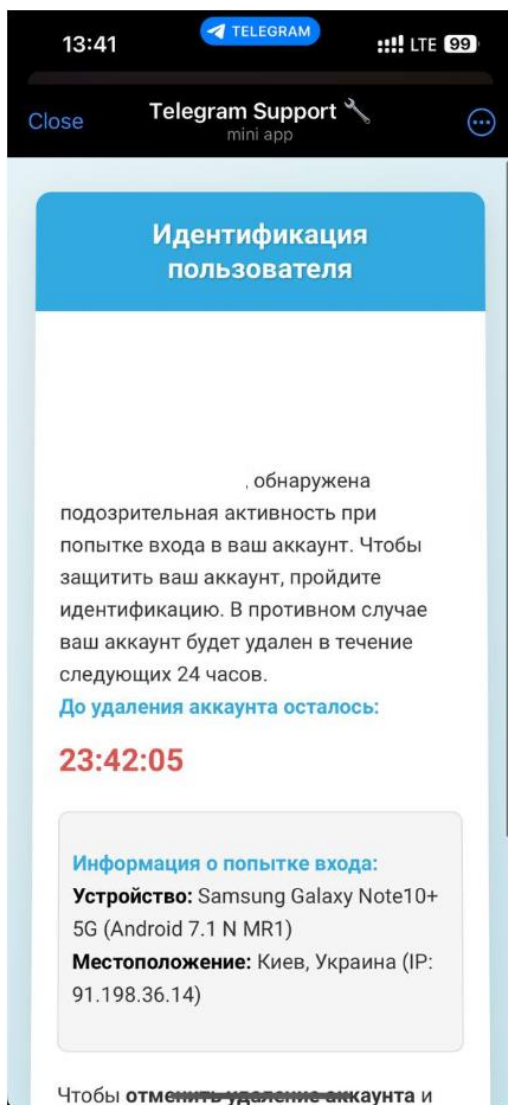 13:41
TELEGRAM
LTE 99
Close
Telegram Support
mini app
Идентификация
пользователя
, обнаружена
подозрительная активность при
попытке входа в ваш аккаунт. Чтобы
защитить ваш аккаунт, пройдите
идентификацию. В противном случае
ваш аккаунт будет удален в течение
следующих 24 часов.
До удаления аккаунта осталось:
23:42:05
Информация о попытке входа:
Устройство: Samsung Galaxy Note10+
5G (Android 7.1 N MR1)
Местоположение: Киев, Украина (IP:
91.198.36.14)
Чтобы отменить удаление аккаунта и